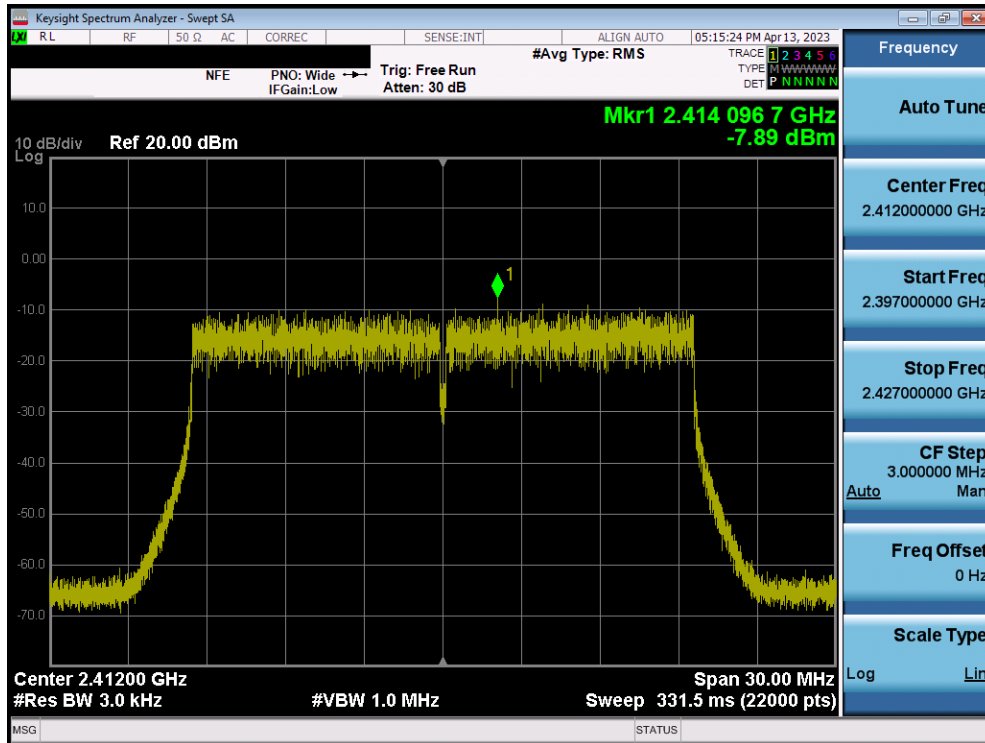 Keysight Spectrum Analyzer - Swept SA
LXI RL RF 50 Ω AC CORREC SENSE:INT ALIGN AUTO 05:15:24 PM Apr 13, 2023
#Avg Type: RMS
TRACE 1 2 3 4 5 6
TYPE M W W W W W
DET P N N N N N
NFE PNO: Wide Trig: Free Run
IFGain:Low Atten: 30 dB
Mkr1 2.414 096 7 GHz
-7.89 dBm
10 dB/div Ref 20.00 dBm
Log
10.0
0.00
-10.0
-20.0
-30.0
-40.0
-50.0
-60.0
-70.0
1
Center 2.41200 GHz Span 30.00 MHz
#Res BW 3.0 kHz #VBW 1.0 MHz Sweep 331.5 ms (22000 pts)
MSG STATUS
Frequency
Auto Tune
Center Freq
2.412000000 GHz
Start Freq
2.397000000 GHz
Stop Freq
2.427000000 GHz
CF Step
3.000000 MHz
Auto Man
Freq Offset
0 Hz
Scale Type
Log Lin